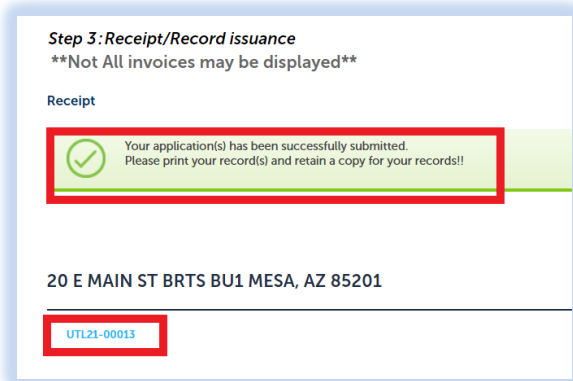 Step 3:Receipt/Record issuance
**Not All invoices may be displayed**
Receipt
Your application(s) has been successfully submitted.
Please print your record(s) and retain a copy for your records!!
20 E MAIN ST BRTS BU1 MESA, AZ 85201
UTL21-00013